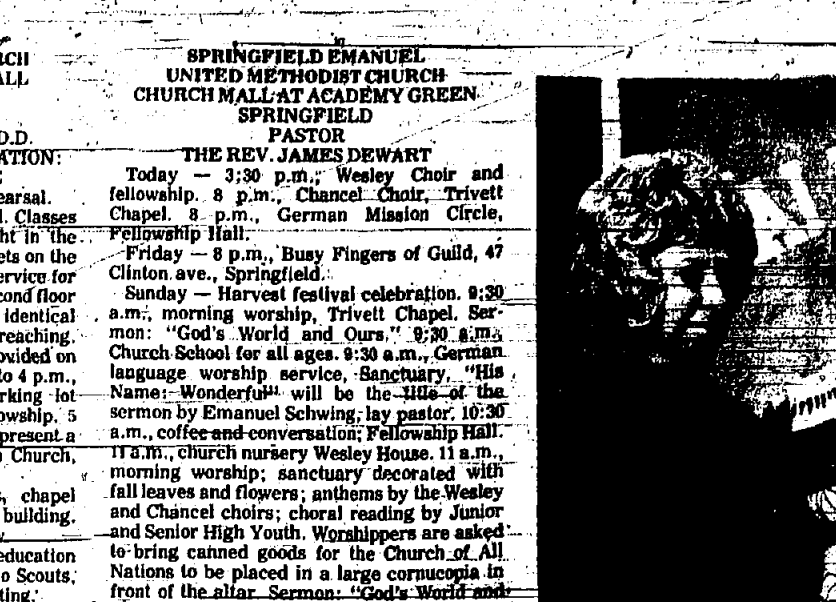 RCH
ALL
D.D.
ATION:
earsal.
l. Classes
ht in the
ets on the
ervice for
cond floor
identical
reaching.
ovided on
to 4 p.m.,
rking lot
owship. 5
present a
Church,
, chapel
building.
education
o Scouts,
ting.
SPRINGFIELD EMANUEL
UNITED METHODIST CHURCH
CHURCH MALL AT ACADEMY GREEN
SPRINGFIELD
PASTOR
THE REV. JAMES DEWART
Today — 3:30 p.m., Wesley Choir and
fellowship. 8 p.m., Chancel Choir, Trivett
Chapel. 8 p.m., German Mission Circle,
Fellowship Hall.
Friday — 8 p.m., Busy Fingers of Guild, 47
Clinton ave., Springfield.
Sunday — Harvest festival celebration. 9:30
a.m., morning worship, Trivett Chapel. Ser-
mon: "God's World and Ours." 9:30 a.m.,
Church School for all ages. 9:30 a.m., German
language worship service, Sanctuary, "His
Name: Wonderful" will be the title of the
sermon by Emanuel Schwing, lay pastor. 10:30
a.m., coffee and conversation; Fellowship Hall.
11 a.m., church nursery Wesley House. 11 a.m.,
morning worship; sanctuary decorated with
fall leaves and flowers; anthems by the Wesley
and Chancel choirs; choral reading by Junior
and Senior High Youth. Worshippers are asked
to bring canned goods for the Church of All
Nations to be placed in a large cornucopia in
front of the altar. Sermon: "God's World and